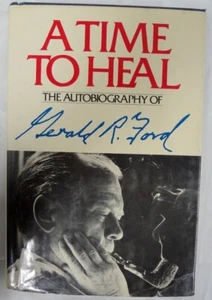 A TIME
TO HEAL
THE AUTOBIOGRAPHY OF
Gerald R. Ford